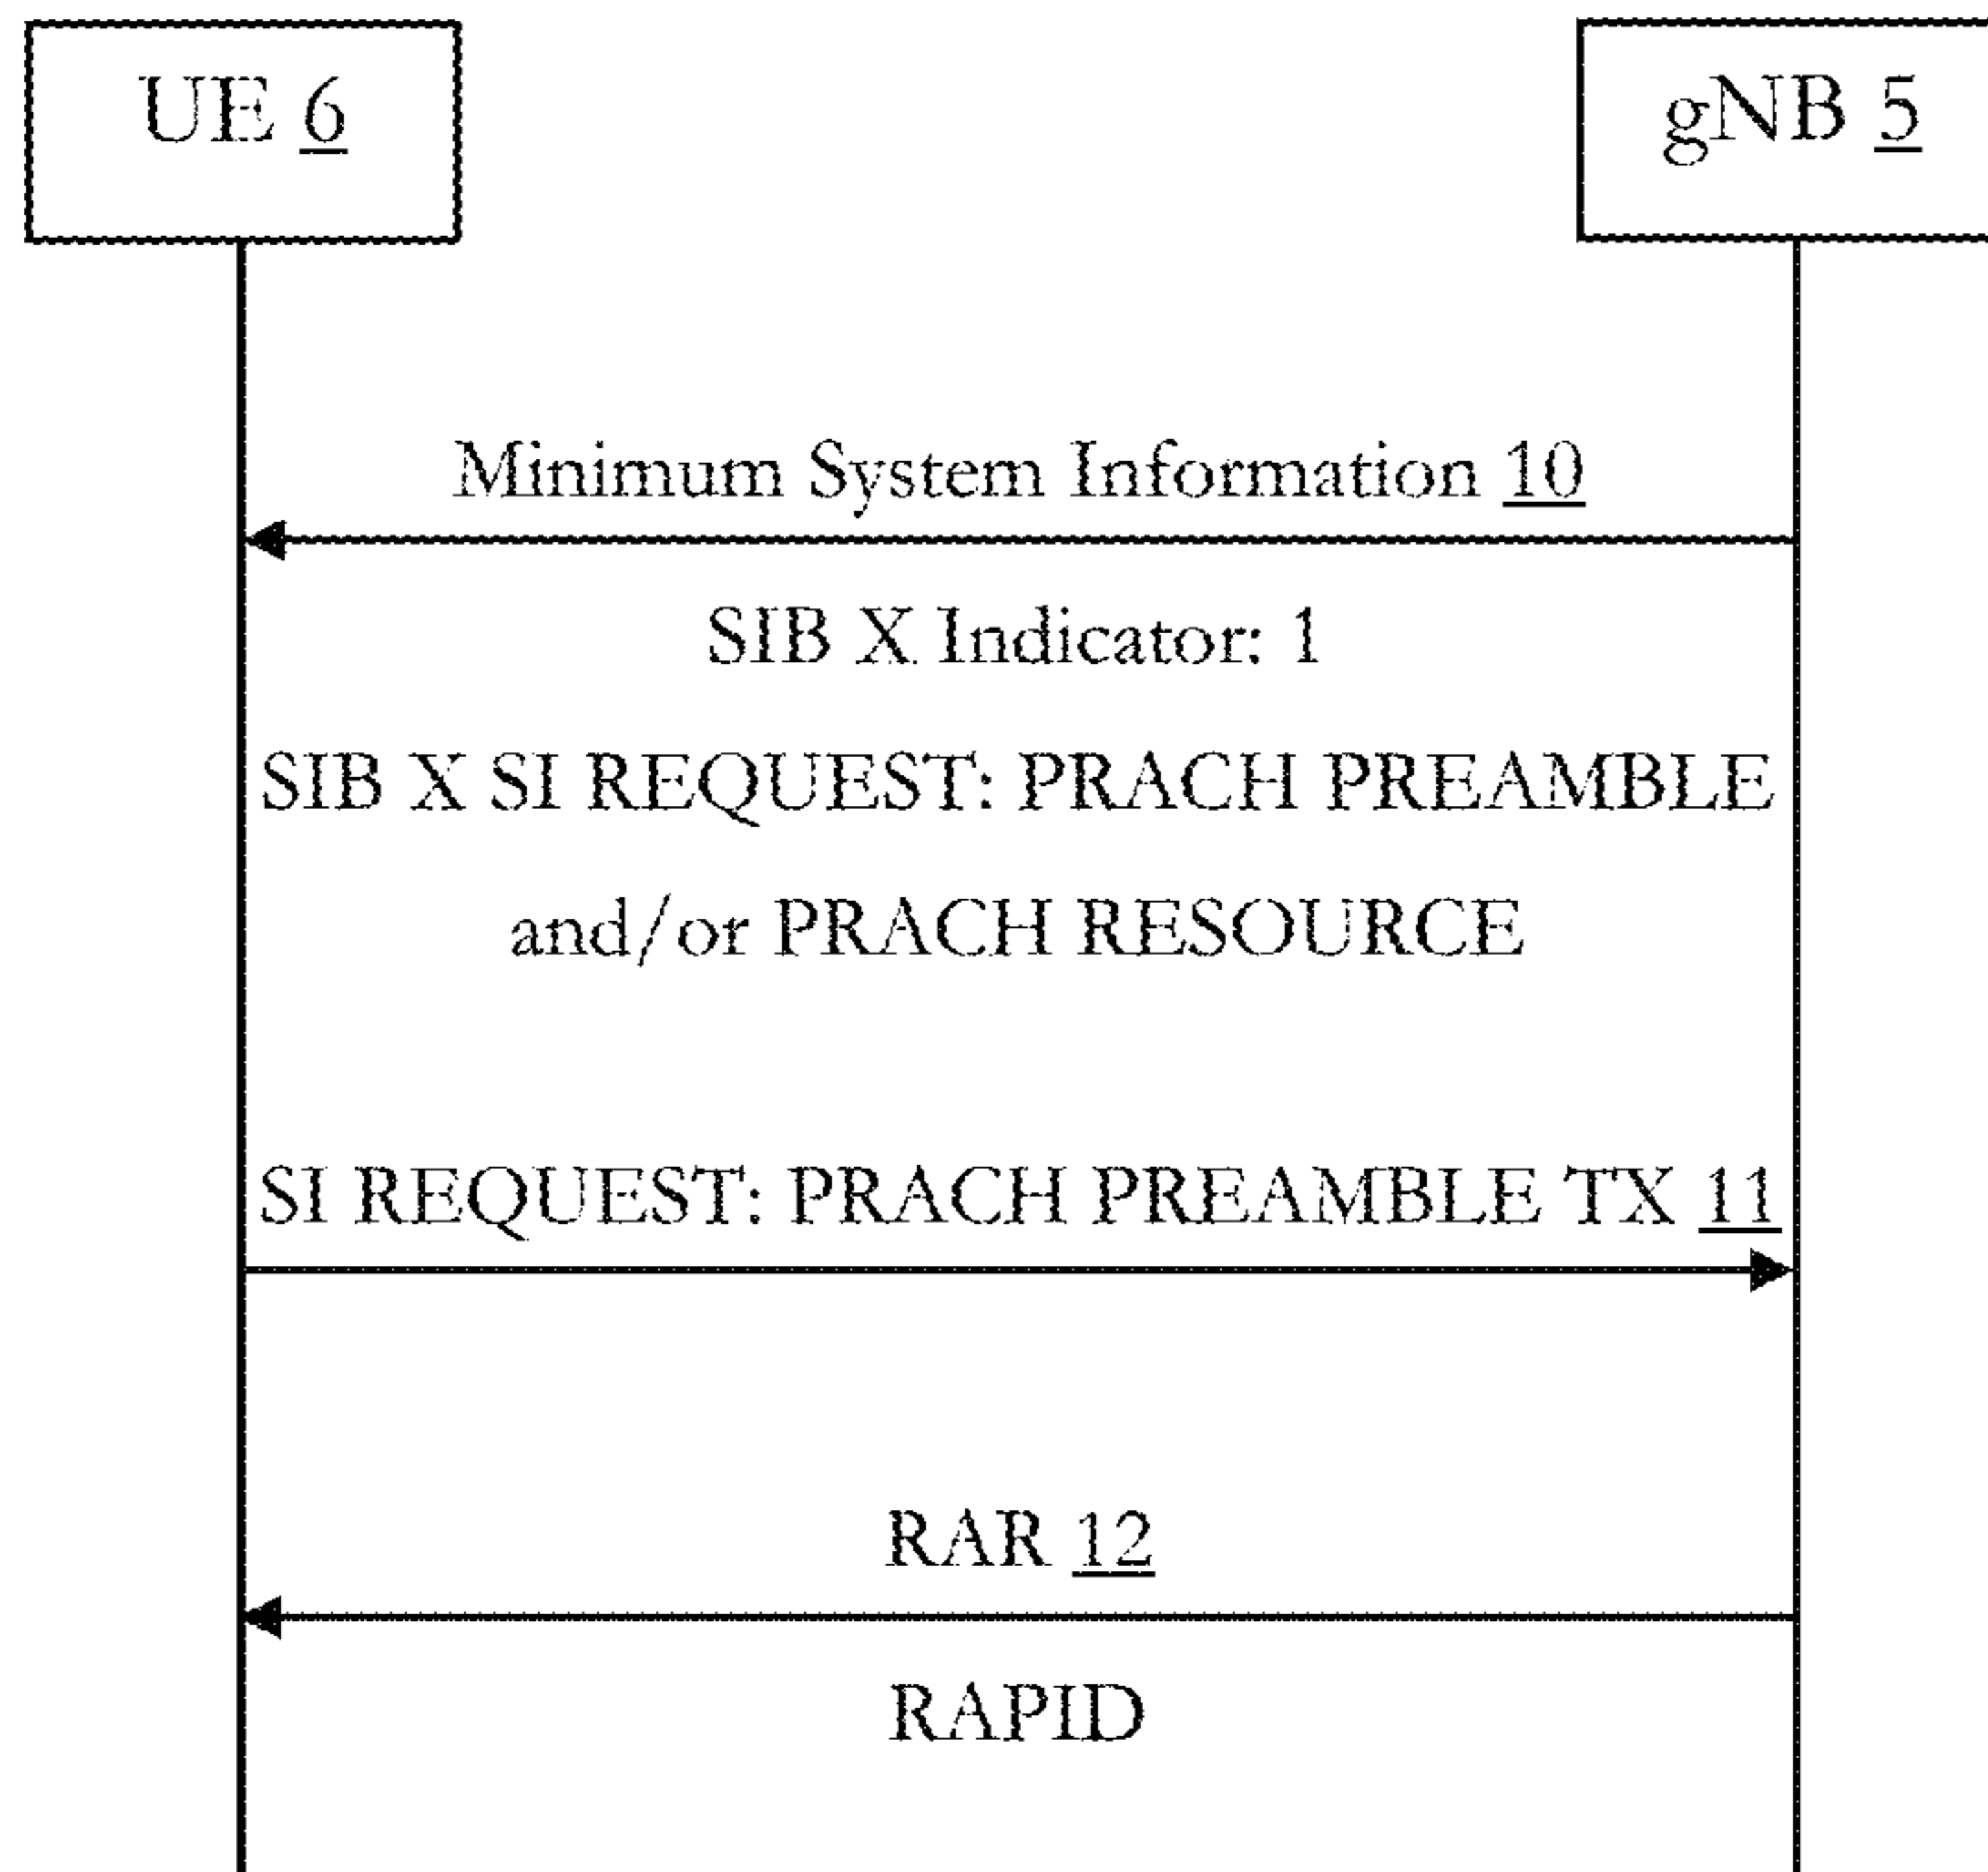 UE 6
gNB 5
Minimum System Information 10
SIB X Indicator: 1
SIB X SI REQUEST: PRACH PREAMBLE
and/or PRACH RESOURCE
SI REQUEST: PRACH PREAMBLE TX 11
RAR 12
RAPID